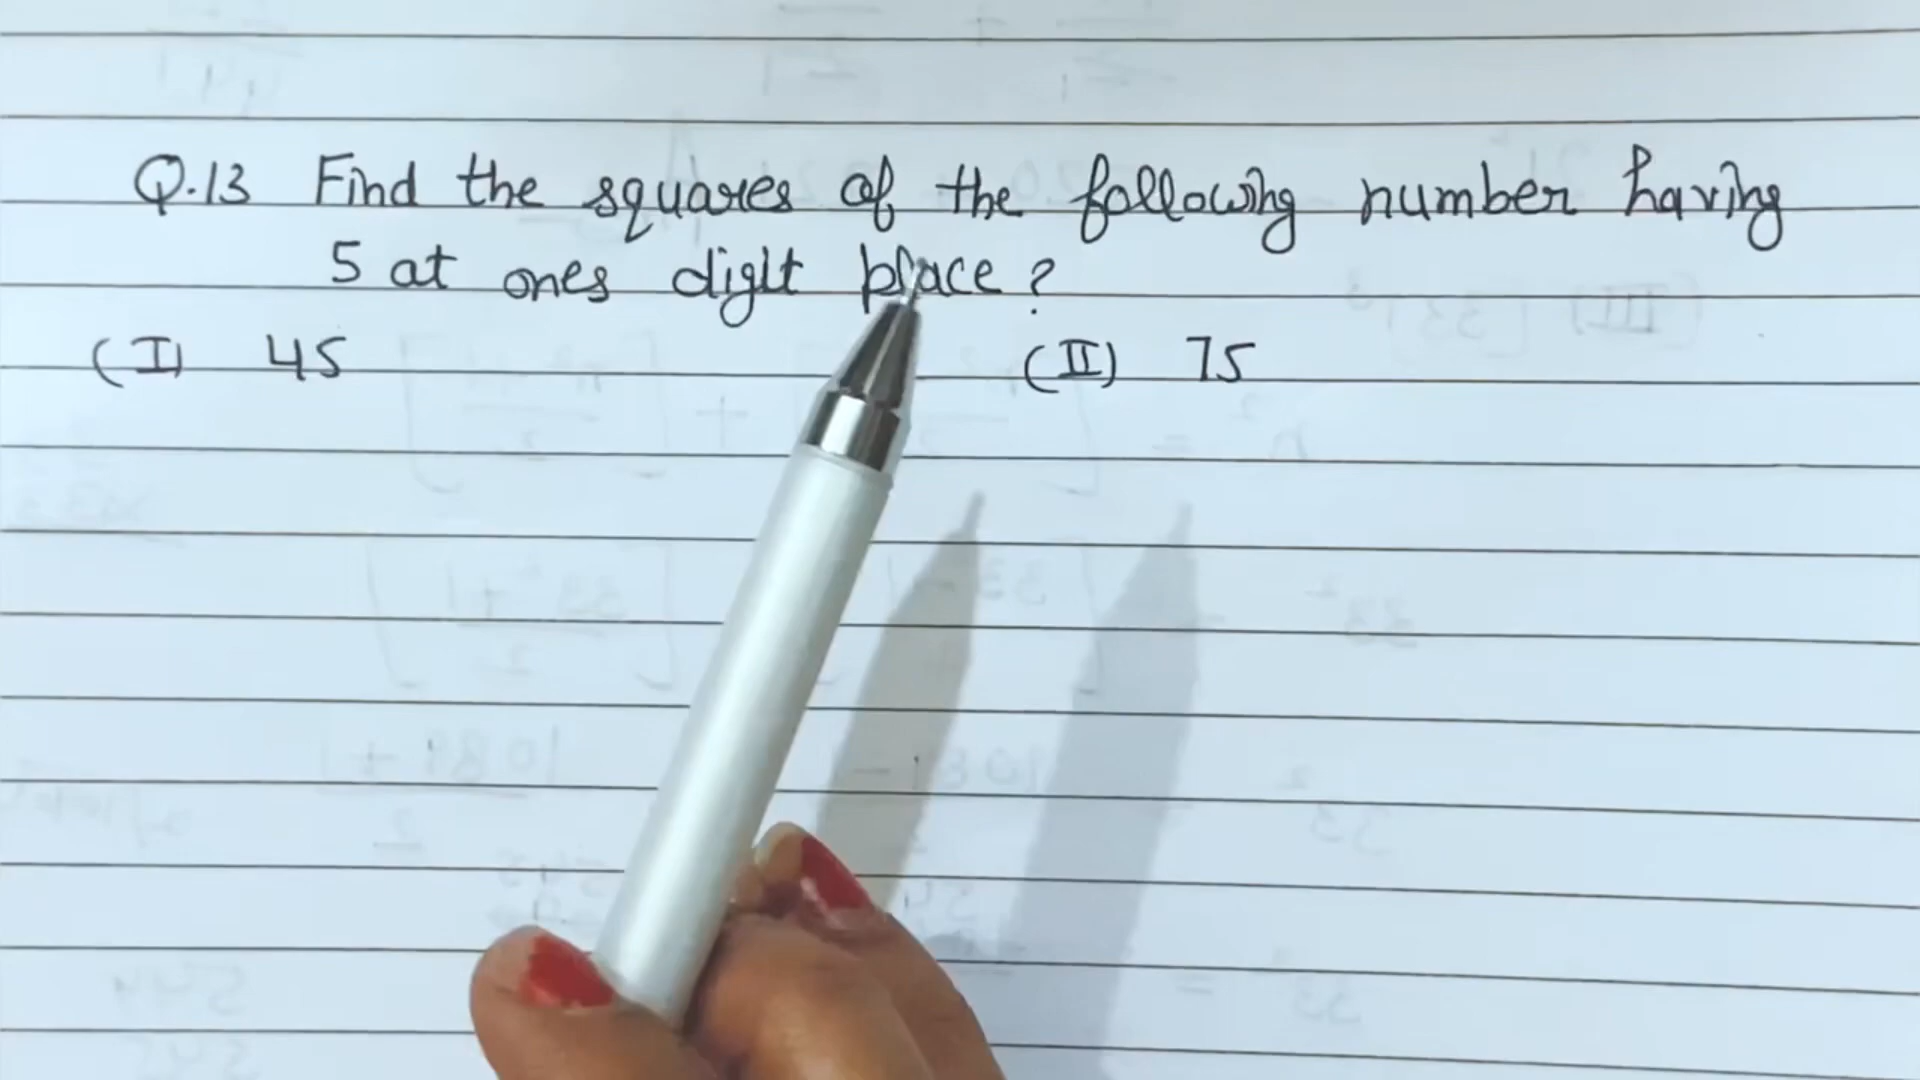 Q.13 Find the squares of the following number having
5 at ones digit place?
(I) 45 (II) 75